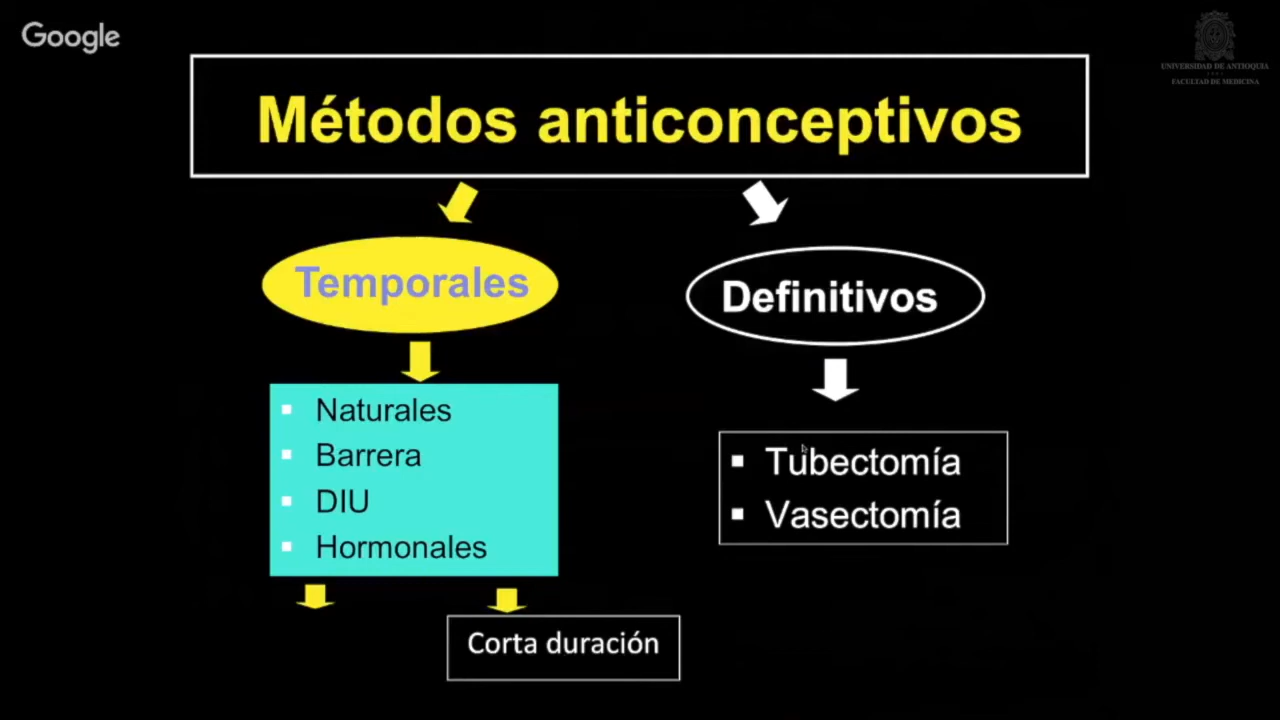 Google
UNIVERSIDAD DE ANTIOQUIA
1803
FACULTAD DE MEDICINA
Métodos anticonceptivos
Temporales
Definitivos
▪ Naturales
▪ Barrera
▪ DIU
▪ Hormonales
▪ Tubectomía
▪ Vasectomía
Corta duración